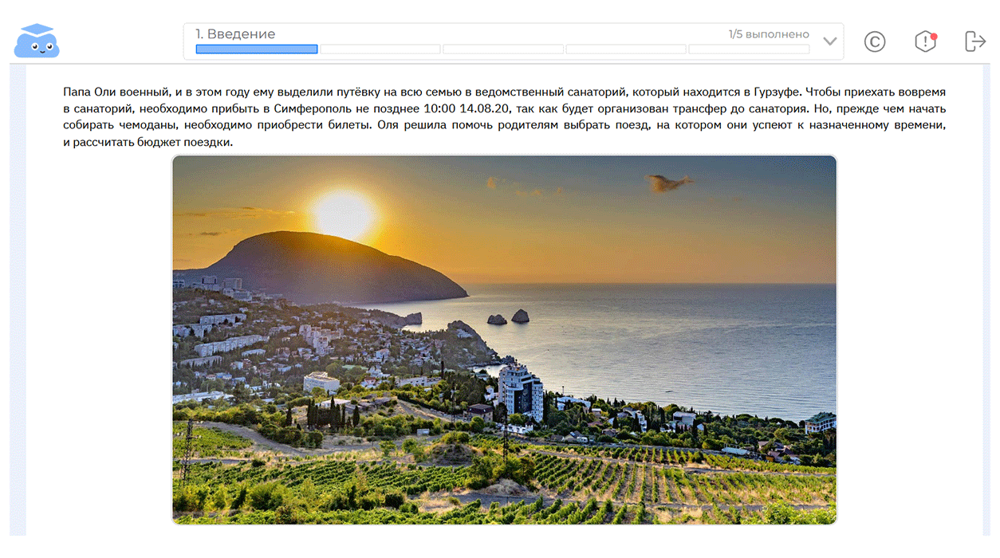 1. Введение
1/5 выполнено
Папа Оли военный, и в этом году ему выделили путёвку на всю семью в ведомственный санаторий, который находится в Гурзуфе. Чтобы приехать вовремя
в санаторий, необходимо прибыть в Симферополь не позднее 10:00 14.08.20, так как будет организован трансфер до санатория. Но, прежде чем начать
собирать чемоданы, необходимо приобрести билеты. Оля решила помочь родителям выбрать поезд, на котором они успеют к назначенному времени,
и рассчитать бюджет поездки.